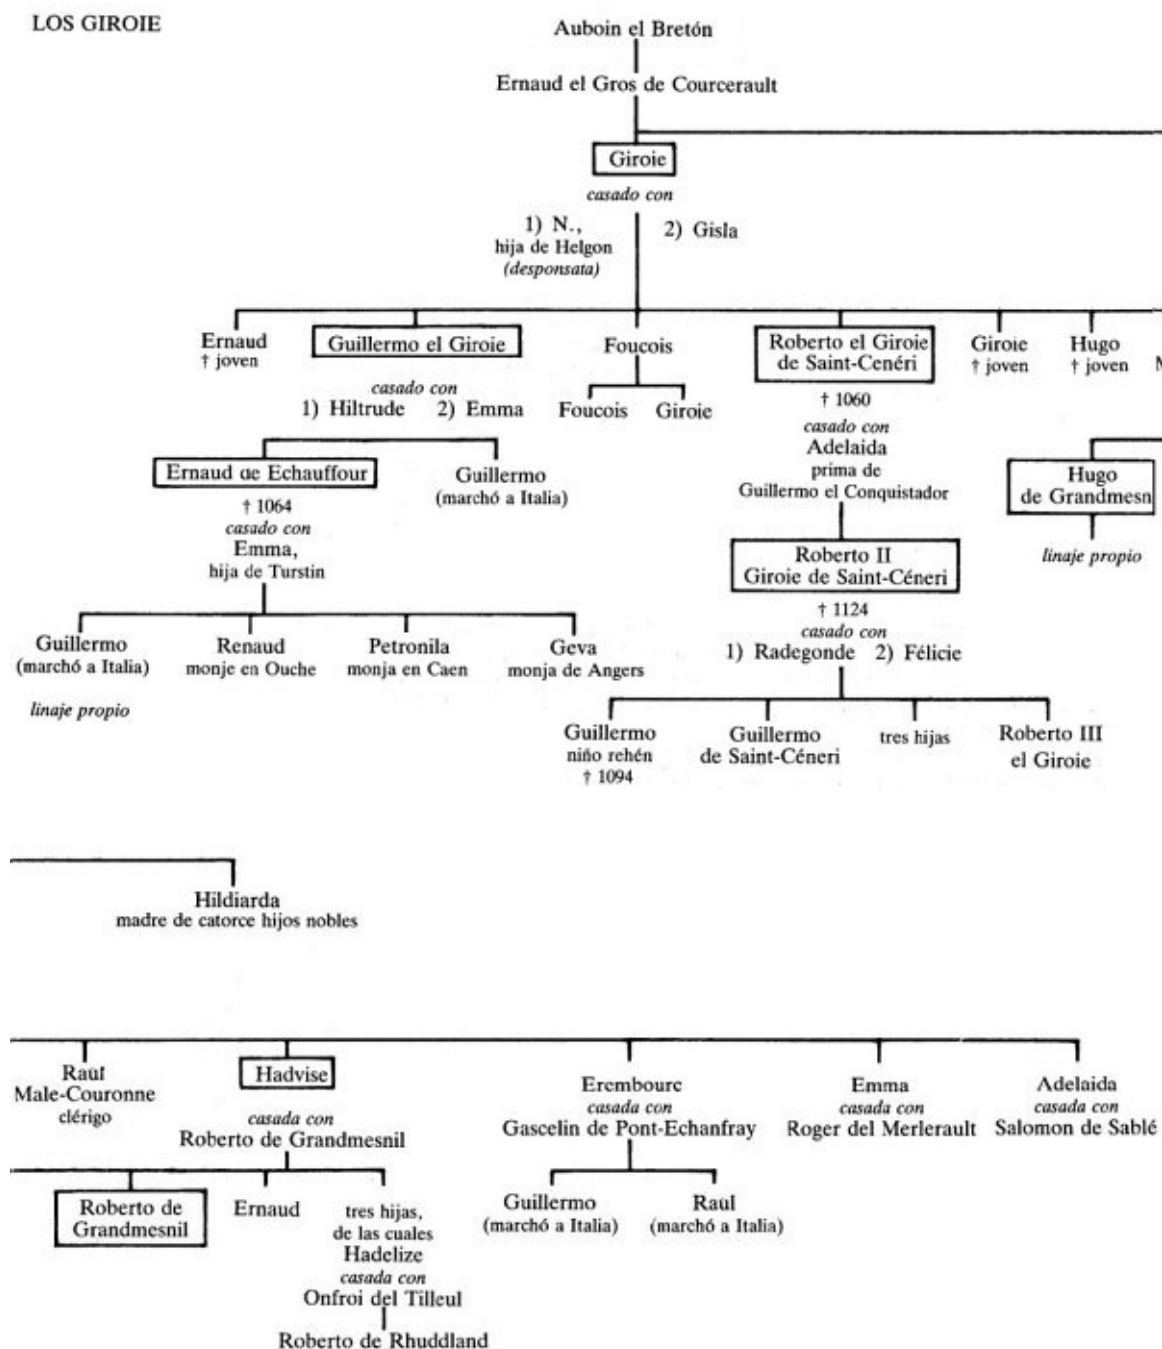 LOS GIROIE
Auboin el Bretón
Ernaud el Gros de Courcerault
Giroie
casado con
1) N.,
hija de Helgon
(desponsata)
2) Gisla
Ernaud
† joven
Guillermo el Giroie
casado con
1) Hiltrude 2) Emma
Foucois
Foucois Giroie
Roberto el Giroie
de Saint-Cenéri
† 1060
casado con
Adelaida
prima de
Guillermo el Conquistador
Giroie
† joven
Hugo
† joven
M
Ernaud de Echauffour
† 1064
casado con
Emma,
hija de Turstin
Guillermo
(marchó a Italia)
Hugo
de Grandmesn
linaje propio
Roberto II
Giroie de Saint-Céneri
† 1124
casado con
1) Radegonde 2) Félicie
Guillermo
(marchó a Italia)
linaje propio
Renaud
monje en Ouche
Petronila
monja en Caen
Geva
monja de Angers
Guillermo
niño rehén
† 1094
Guillermo
de Saint-Céneri
tres hijas
Roberto III
el Giroie
Hildiarda
madre de catorce hijos nobles
Raul
Male-Couronne
clérigo
Hadvise
casada con
Roberto de Grandmesnil
Erembourc
casada con
Gascelin de Pont-Echanfray
Emma
casada con
Roger del Merlerault
Adelaida
casada con
Salomon de Sablé
Roberto de
Grandmesnil
Ernaud
tres hijas,
de las cuales
Hadelize
casada con
Onfroi del Tilleul
Roberto de Rhuddland
Guillermo
(marchó a Italia)
Raul
(marchó a Italia)